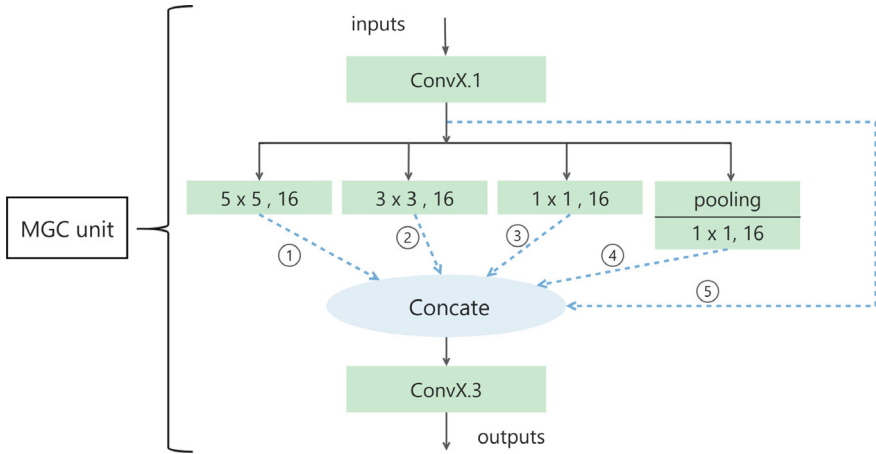 inputs
ConvX.1
5 x 5 , 16
3 x 3 , 16
1 x 1 , 16
pooling
1 x 1, 16
MGC unit
①
②
③
④
⑤
Concate
ConvX.3
outputs